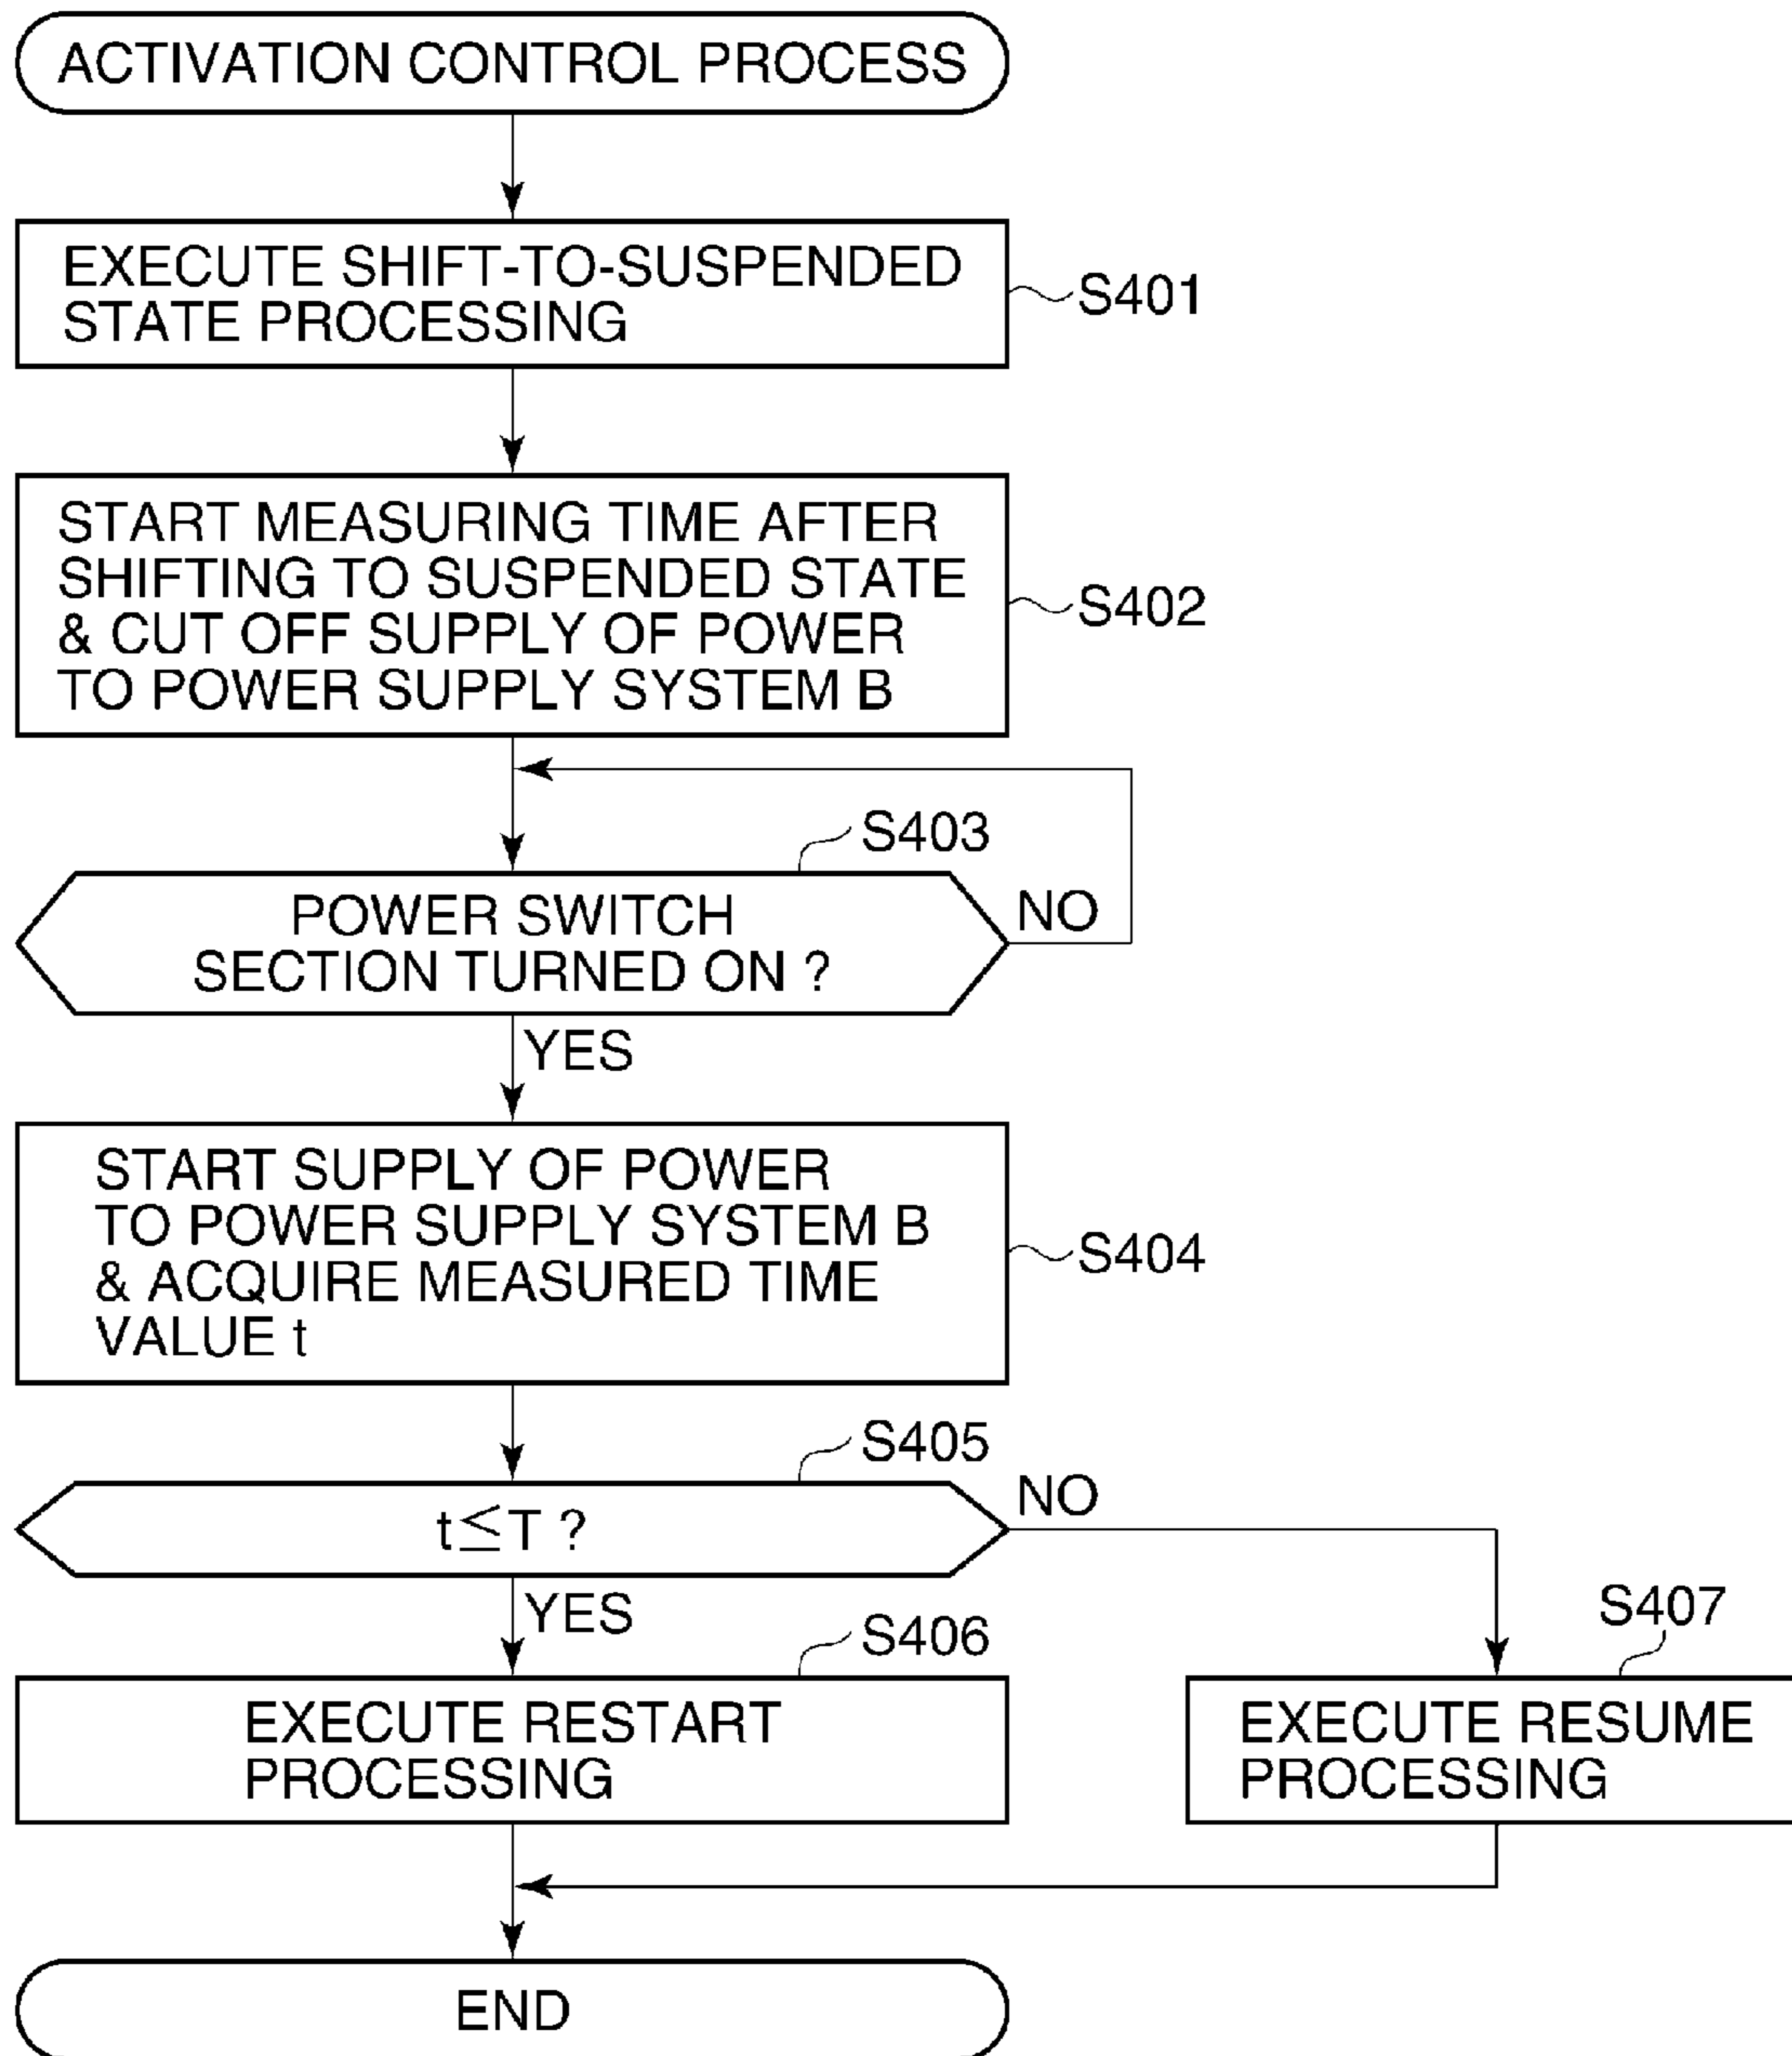 ACTIVATION CONTROL PROCESS
EXECUTE SHIFT-TO-SUSPENDED
STATE PROCESSING
S401
START MEASURING TIME AFTER
SHIFTING TO SUSPENDED STATE
& CUT OFF SUPPLY OF POWER
TO POWER SUPPLY SYSTEM B
S402
S403
POWER SWITCH
SECTION TURNED ON ?
NO
YES
START SUPPLY OF POWER
TO POWER SUPPLY SYSTEM B
& ACQUIRE MEASURED TIME
VALUE t
S404
S405
t≦T ?
NO
YES
S406
S407
EXECUTE RESTART
PROCESSING
EXECUTE RESUME
PROCESSING
END